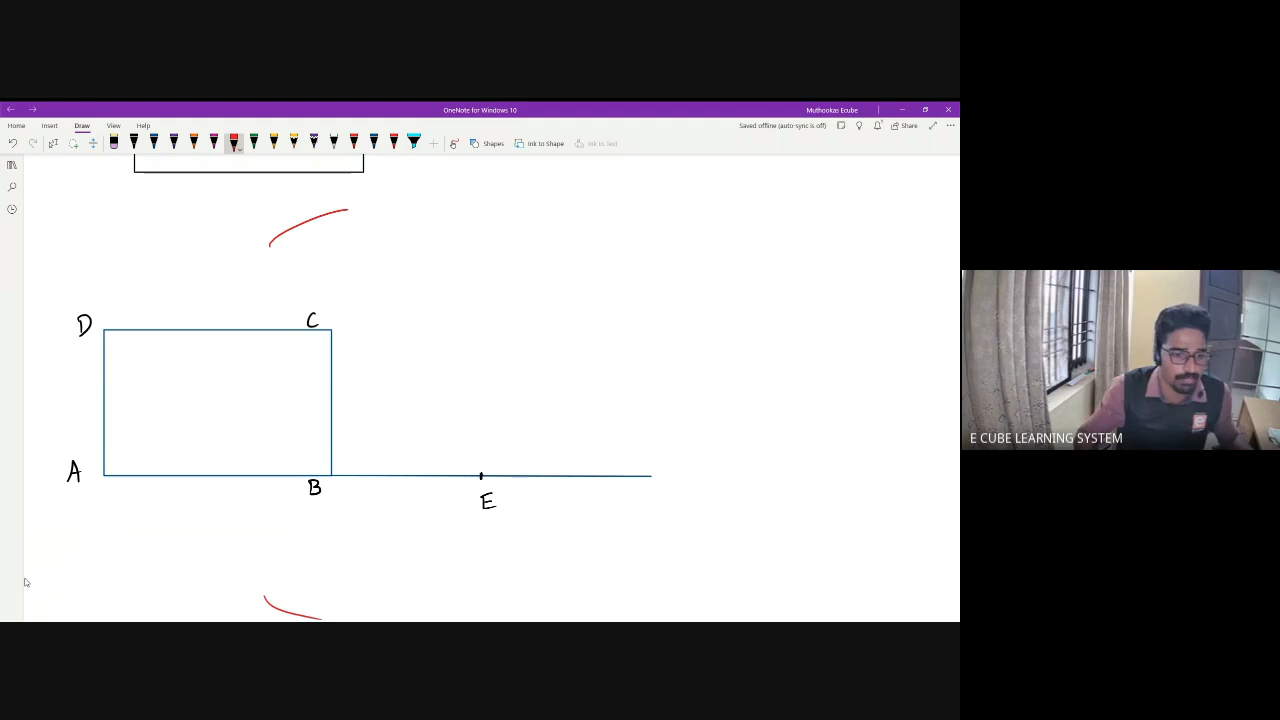 OneNote for Windows 10
Muthookas Ecube
Home Insert Draw View Help
Saved offline (auto-sync is off)
Share
Shapes
Ink to Shape
Ink to Text
D
C
A
B
E
E CUBE LEARNING SYSTEM